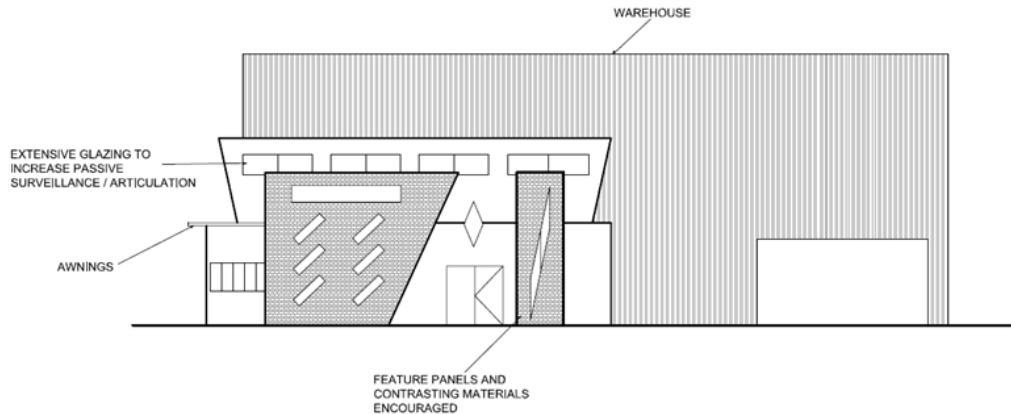 WAREHOUSE
EXTENSIVE GLAZING TO
INCREASE PASSIVE
SURVEILLANCE / ARTICULATION
AWNINGS
FEATURE PANELS AND
CONTRASTING MATERIALS
ENCOURAGED